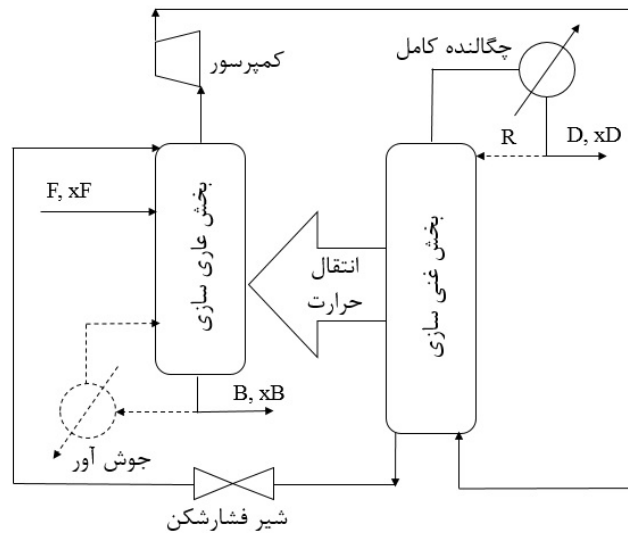 کمپرسور
چگالنده کامل
R
D, xD
F, xF
بخش عاری سازی
انتقال
حرارت
بخش غنی سازی
B, xB
جوش آور
شیر فشارشکن